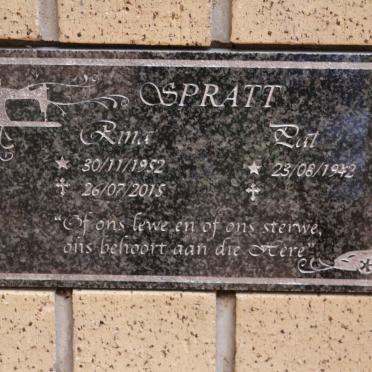 SPRATT
Rina Pat
30/11/1952 23/08/1942
26/07/2015
"Of ons lewe en of ons sterwe,
ons behoort aan die Here"